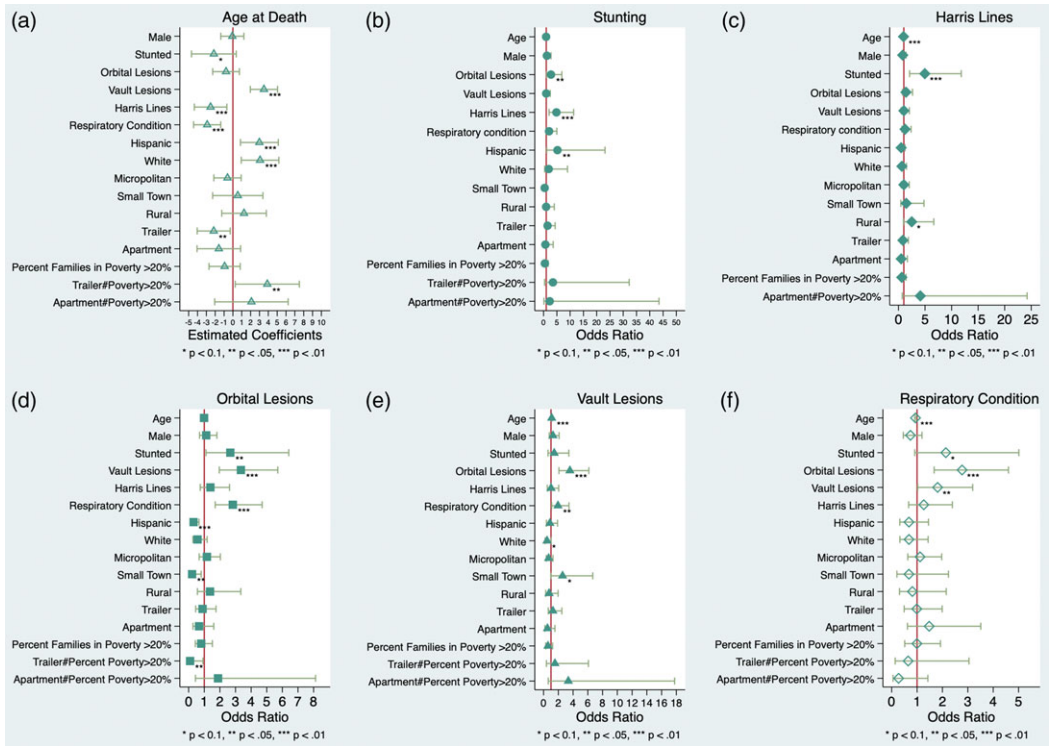 (a) Age at Death
Male
Stunted
*
Orbital Lesions
Vault Lesions
***
Harris Lines
***
Respiratory Condition
***
Hispanic
***
White
***
Micropolitan
Small Town
Rural
Trailer
**
Apartment
Percent Families in Poverty >20%
Trailer#Poverty>20%
**
Apartment#Poverty>20%
-5 -4 -3 -2 -1 0 1 2 3 4 5 6 7 8 9 10
Estimated Coefficients
* p < 0.1, ** p < .05, *** p < .01
(b) Stunting
Age
Male
Orbital Lesions
**
Vault Lesions
Harris Lines
***
Respiratory condition
Hispanic
**
White
Small Town
Rural
Trailer
Apartment
Percent Families in Poverty >20%
Trailer#Poverty>20%
Apartment#Poverty>20%
0 5 10 15 20 25 30 35 40 45 50
Odds Ratio
* p < 0.1, ** p < .05, *** p < .01
(c) Harris Lines
Age
***
Male
Stunted
***
Orbital Lesions
Vault Lesions
Respiratory condition
Hispanic
White
Micropolitan
Small Town
Rural
*
Trailer
Apartment
Percent Families in Poverty >20%
Apartment#Poverty>20%
0 5 10 15 20 25
Odds Ratio
* p < 0.1, ** p < .05, *** p < .01
(d) Orbital Lesions
Age
Male
Stunted
**
Vault Lesions
***
Harris Lines
Respiratory Condition
***
Hispanic
***
White
Micropolitan
Small Town
**
Rural
Trailer
Apartment
Percent Families in Poverty >20%
Trailer#Percent Poverty>20%
**
Apartment#Percent Poverty>20%
0 1 2 3 4 5 6 7 8
Odds Ratio
* p < 0.1, ** p < .05, *** p < .01
(e) Vault Lesions
Age
***
Male
Stunted
Orbital Lesions
***
Harris Lines
Respiratory Condition
**
Hispanic
White
*
Micropolitan
Small Town
*
Rural
Trailer
Apartment
Percent Families in Poverty >20%
Trailer#Percent Poverty>20%
Apartment#Percent Poverty>20%
0 2 4 6 8 10 12 14 16 18
Odds Ratio
* p < 0.1, ** p < .05, *** p < .01
(f) Respiratory Condition
Age
***
Male
Stunted
*
Orbital Lesions
***
Vault Lesions
**
Harris Lines
Hispanic
White
Micropolitan
Small Town
Rural
Trailer
Apartment
Percent Families in Poverty >20%
Trailer#Percent Poverty>20%
Apartment#Percent Poverty>20%
0 1 2 3 4 5
Odds Ratio
* p < 0.1, ** p < .05, *** p < .01